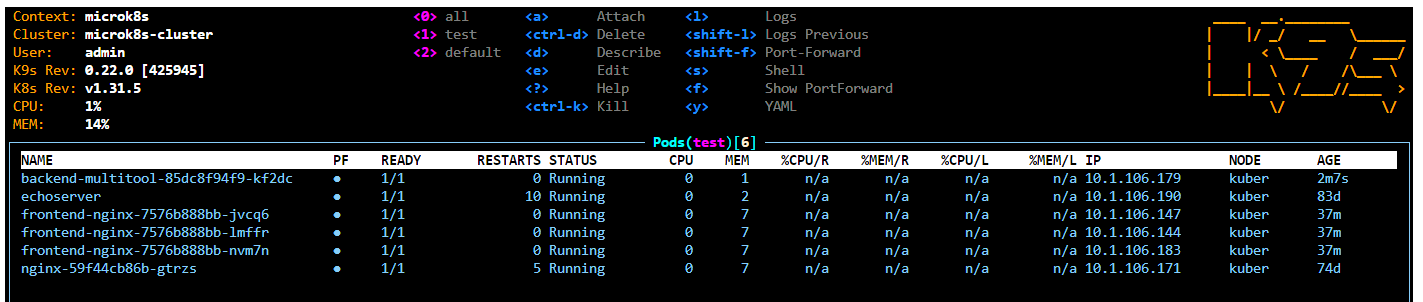 Context: microk8s <0> all <a> Attach <l> Logs
Cluster: microk8s-cluster <1> test <ctrl-d> Delete <shift-l> Logs Previous
User: admin <2> default <d> Describe <shift-f> Port-Forward
K9s Rev: 0.22.0 [425945] <e> Edit <s> Shell
K8s Rev: v1.31.5 <?> Help <f> Show PortForward
CPU: 1% <ctrl-k> Kill <y> YAML
MEM: 14%
Pods(test)[6]
NAME PF READY RESTARTS STATUS CPU MEM %CPU/R %MEM/R %CPU/L %MEM/L IP NODE AGE
backend-multitool-85dc8f94f9-kf2dc ● 1/1 0 Running 0 1 n/a n/a n/a n/a 10.1.106.179 kuber 2m7s
echoserver ● 1/1 10 Running 0 2 n/a n/a n/a n/a 10.1.106.190 kuber 83d
frontend-nginx-7576b888bb-jvcq6 ● 1/1 0 Running 0 7 n/a n/a n/a n/a 10.1.106.147 kuber 37m
frontend-nginx-7576b888bb-lmffr ● 1/1 0 Running 0 7 n/a n/a n/a n/a 10.1.106.144 kuber 37m
frontend-nginx-7576b888bb-nvm7n ● 1/1 0 Running 0 7 n/a n/a n/a n/a 10.1.106.183 kuber 37m
nginx-59f44cb86b-gtrzs ● 1/1 5 Running 0 7 n/a n/a n/a n/a 10.1.106.171 kuber 74d